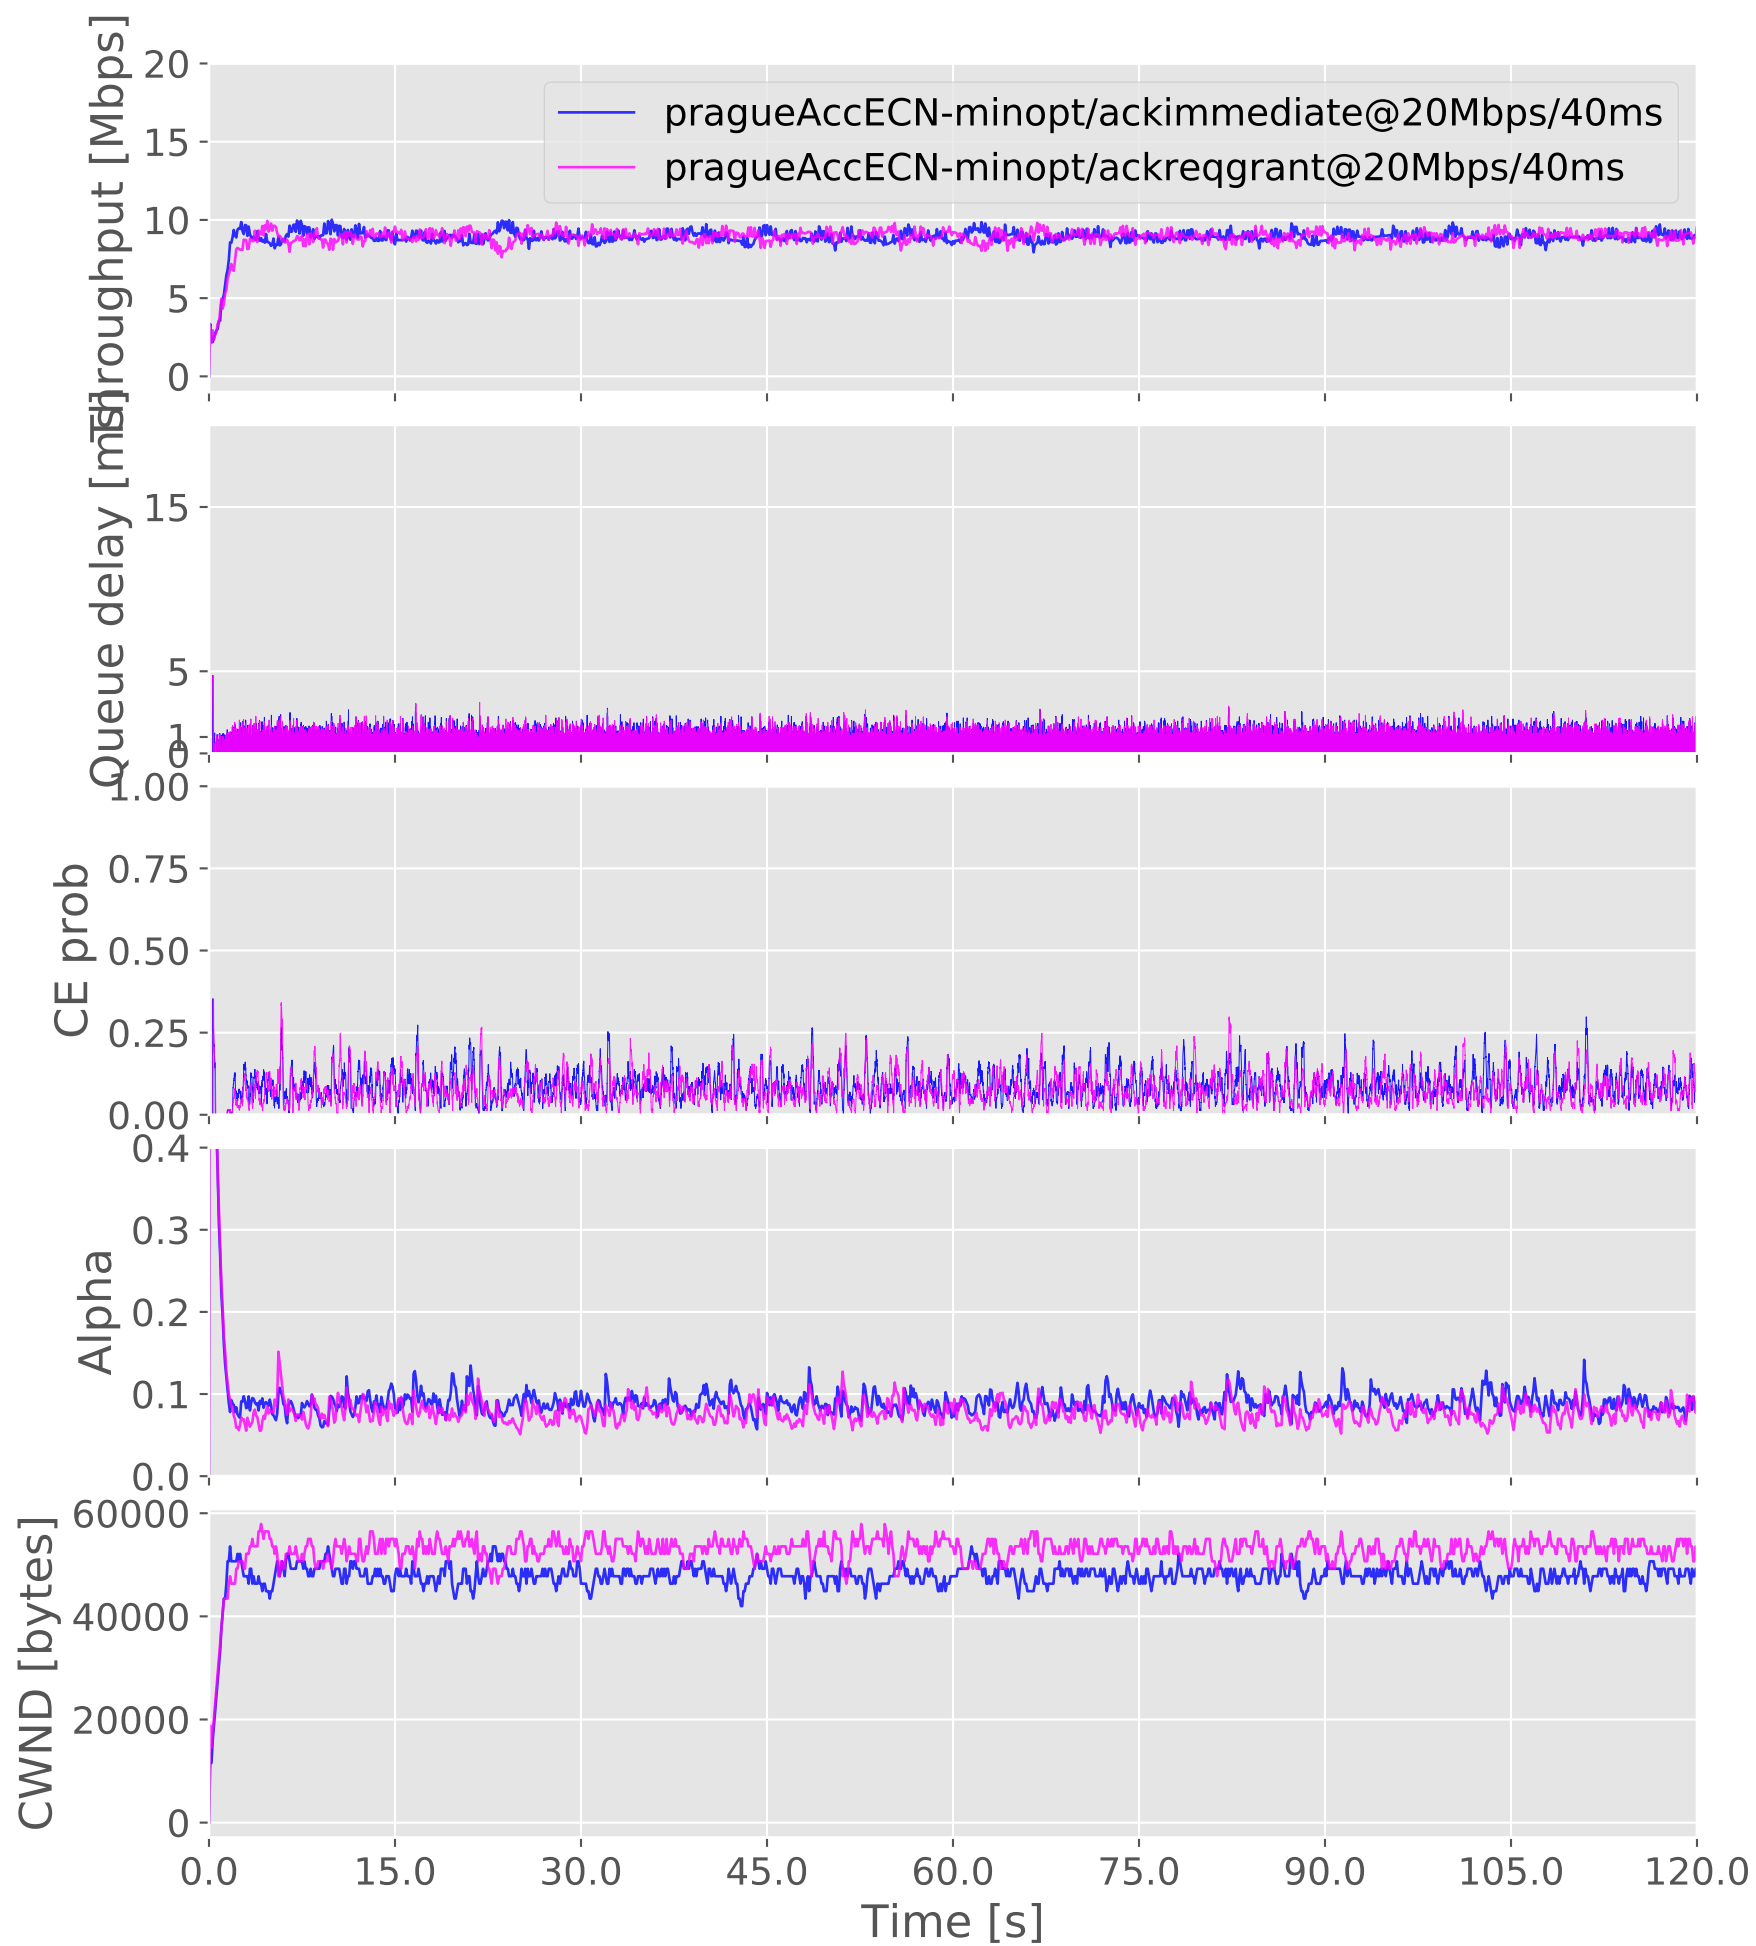 Throughput [Mbps]
20
15
10
5
0
pragueAccECN-minopt/ackimmediate@20Mbps/40ms
pragueAccECN-minopt/ackreqgrant@20Mbps/40ms
Queue delay [ms]
15
5
1
0
CE prob
1.00
0.75
0.50
0.25
0.00
Alpha
0.4
0.3
0.2
0.1
0.0
CWND [bytes]
60000
40000
20000
0
0.0 15.0 30.0 45.0 60.0 75.0 90.0 105.0 120.0
Time [s]